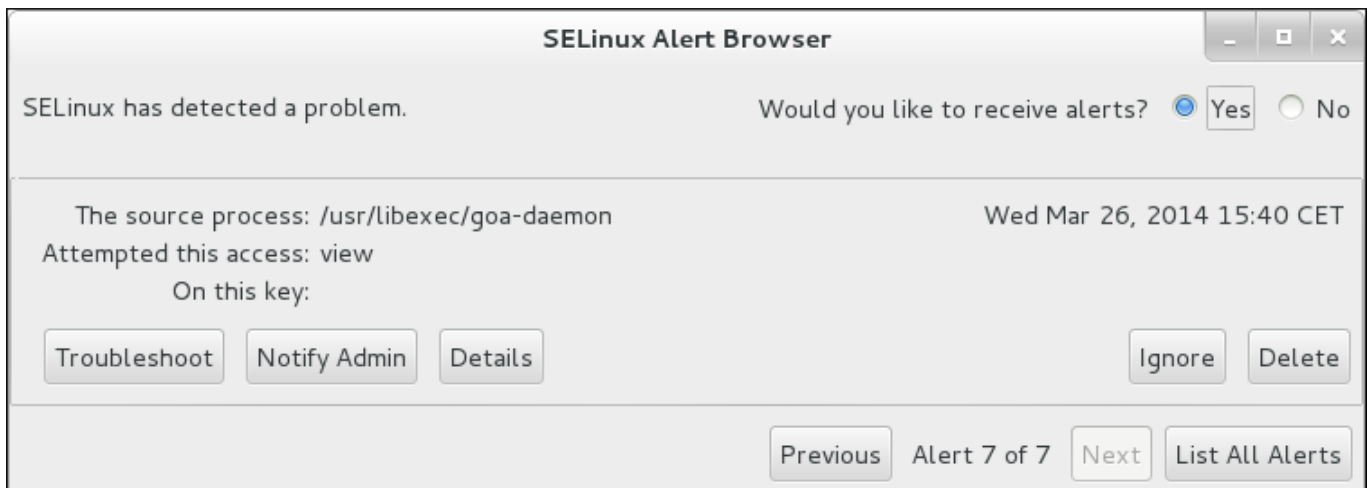 SELinux Alert Browser
SELinux has detected a problem. Would you like to receive alerts? Yes No
The source process: /usr/libexec/goa-daemon Wed Mar 26, 2014 15:40 CET
Attempted this access: view
On this key:
Troubleshoot Notify Admin Details Ignore Delete
Previous Alert 7 of 7 Next List All Alerts